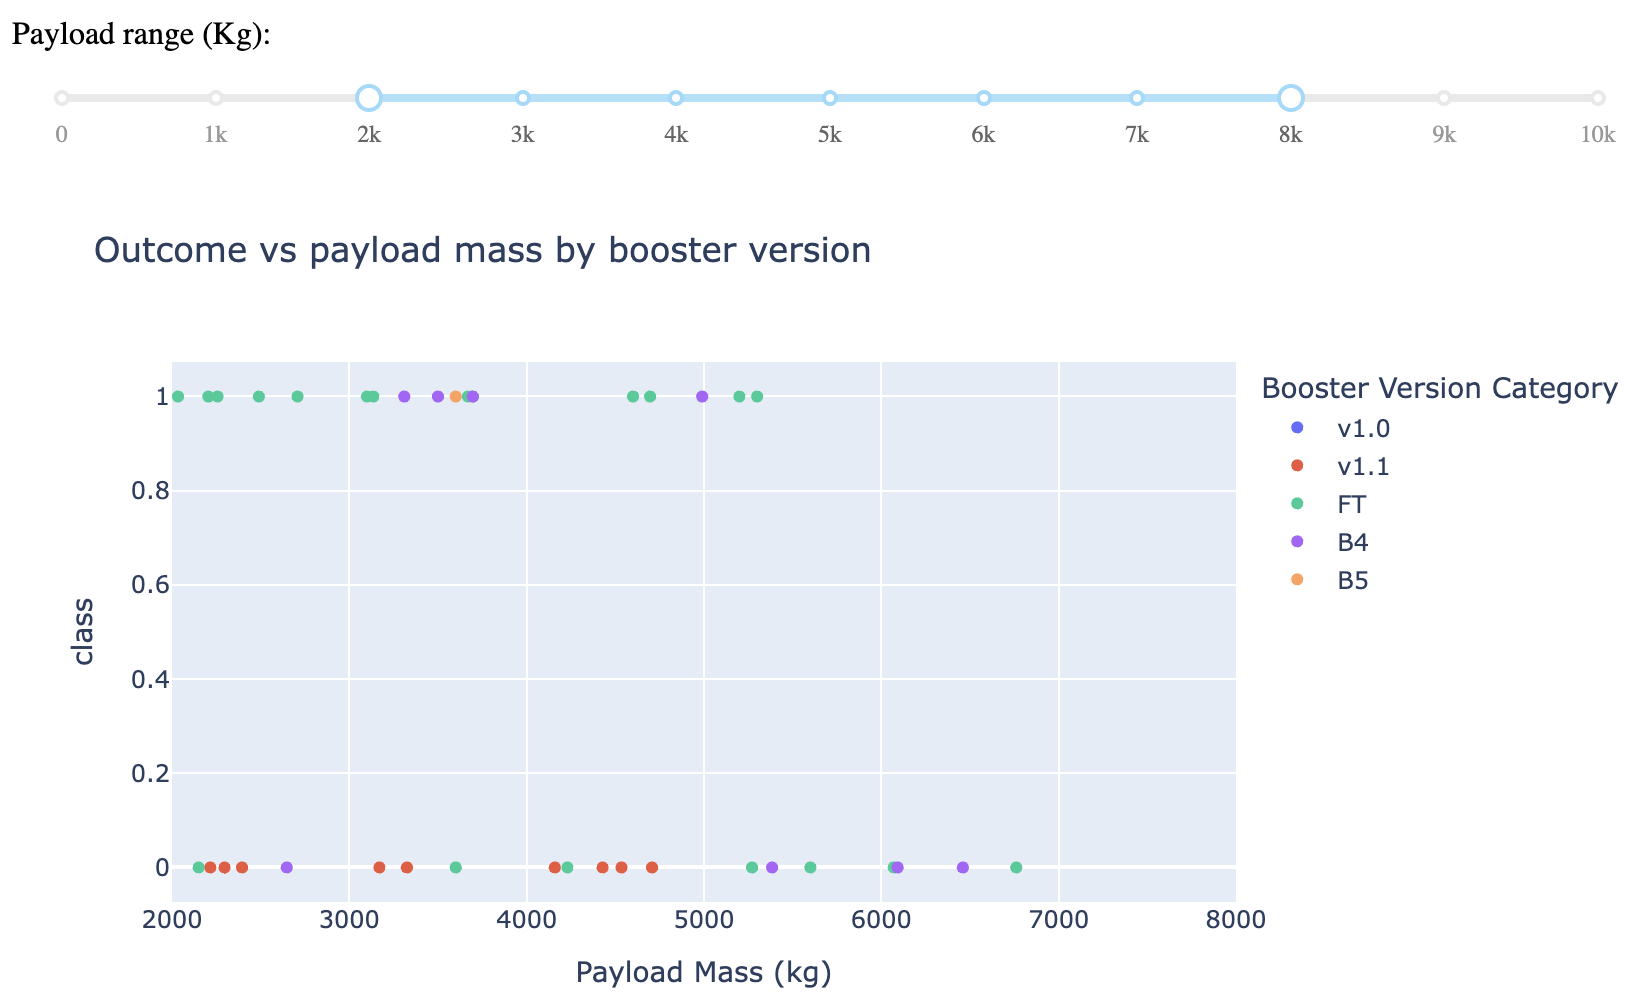 Payload range (Kg):
0 1k 2k 3k 4k 5k 6k 7k 8k 9k 10k
Outcome vs payload mass by booster version
1
0.8
0.6
0.4
0.2
0
class
2000 3000 4000 5000 6000 7000 8000
Payload Mass (kg)
Booster Version Category
v1.0
v1.1
FT
B4
B5